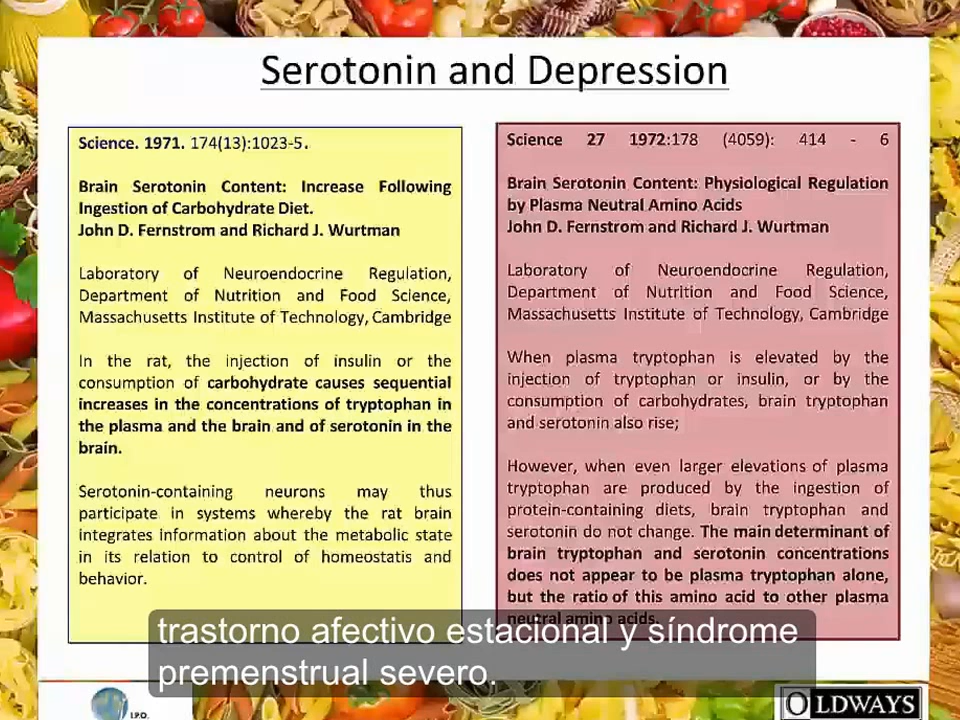 Serotonin and Depression
Science. 1971. 174(13):1023-5.
Brain Serotonin Content: Increase Following
Ingestion of Carbohydrate Diet.
John D. Fernstrom and Richard J. Wurtman
Laboratory of Neuroendocrine Regulation,
Department of Nutrition and Food Science,
Massachusetts Institute of Technology, Cambridge
In the rat, the injection of insulin or the
consumption of carbohydrate causes sequential
increases in the concentrations of tryptophan in
the plasma and the brain and of serotonin in the
brain.
Serotonin-containing neurons may thus
participate in systems whereby the rat brain
integrates information about the metabolic state
in its relation to control of homeostatis and
behavior.
Science 27 1972:178 (4059): 414 - 6
Brain Serotonin Content: Physiological Regulation
by Plasma Neutral Amino Acids
John D. Fernstrom and Richard J. Wurtman
Laboratory of Neuroendocrine Regulation,
Department of Nutrition and Food Science,
Massachusetts Institute of Technology, Cambridge
When plasma tryptophan is elevated by the
injection of tryptophan or insulin, or by the
consumption of carbohydrates, brain tryptophan
and serotonin also rise;
However, when even larger elevations of plasma
tryptophan are produced by the ingestion of
protein-containing diets, brain tryptophan and
serotonin do not change. The main determinant of
brain tryptophan and serotonin concentrations
does not appear to be plasma tryptophan alone,
but the ratio of this amino acid to other plasma
neutral amino acids.
trastorno afectivo estacional y síndrome
premenstrual severo.
I.P.O.
OLDWAYS